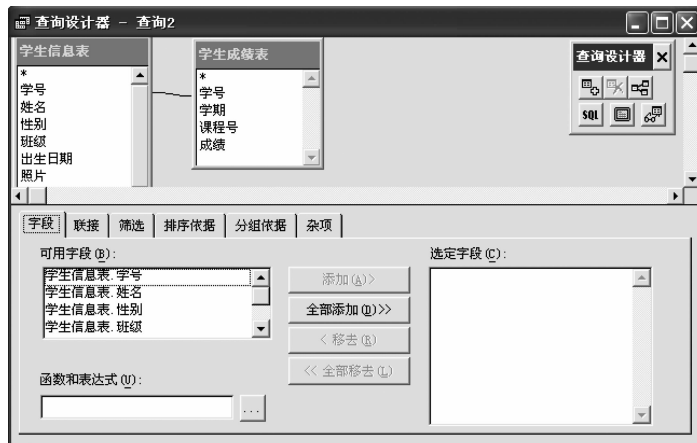 查询设计器 - 查询2
学生信息表
*
学号
姓名
性别
班级
出生日期
照片
学生成绩表
*
学号
学期
课程号
成绩
查询设计器
SQL
字段 联接 筛选 排序依据 分组依据 杂项
可用字段(B):
学生信息表.学号
学生信息表.姓名
学生信息表.性别
学生信息表.班级
函数和表达式(U):
...
添加(A)>
全部添加(D)>>
< 移去(R)
<< 全部移去(L)
选定字段(C):